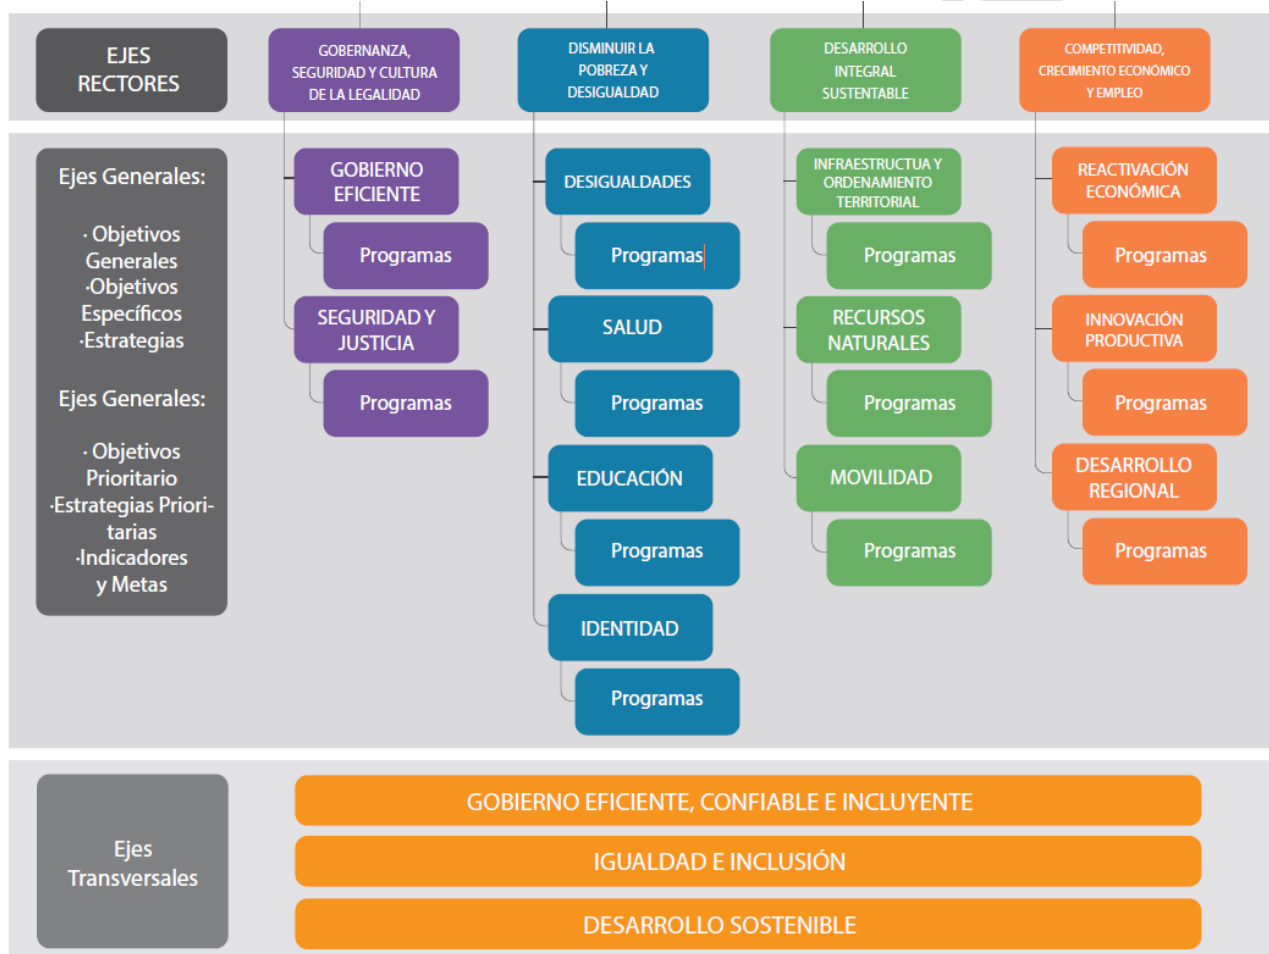 EJES
RECTORES
GOBERNANZA,
SEGURIDAD Y CULTURA
DE LA LEGALIDAD
DISMINUIR LA
POBREZA Y
DESIGUALDAD
DESARROLLO
INTEGRAL
SUSTENTABLE
COMPETITIVIDAD,
CRECIMIENTO ECONÓMICO
Y EMPLEO
Ejes Generales:
· Objetivos
Generales
·Objetivos
Específicos
·Estrategias
Ejes Generales:
· Objetivos
Prioritario
·Estrategias Priori-
tarias
·Indicadores
y Metas
GOBIERNO
EFICIENTE
Programas
SEGURIDAD Y
JUSTICIA
Programas
DESIGUALDADES
Programas
SALUD
Programas
EDUCACIÓN
Programas
IDENTIDAD
Programas
INFRAESTRUCTUA Y
ORDENAMIENTO
TERRITORIAL
Programas
RECURSOS
NATURALES
Programas
MOVILIDAD
Programas
REACTIVACIÓN
ECONÓMICA
Programas
INNOVACIÓN
PRODUCTIVA
Programas
DESARROLLO
REGIONAL
Programas
Ejes
Transversales
GOBIERNO EFICIENTE, CONFIABLE E INCLUYENTE
IGUALDAD E INCLUSIÓN
DESARROLLO SOSTENIBLE